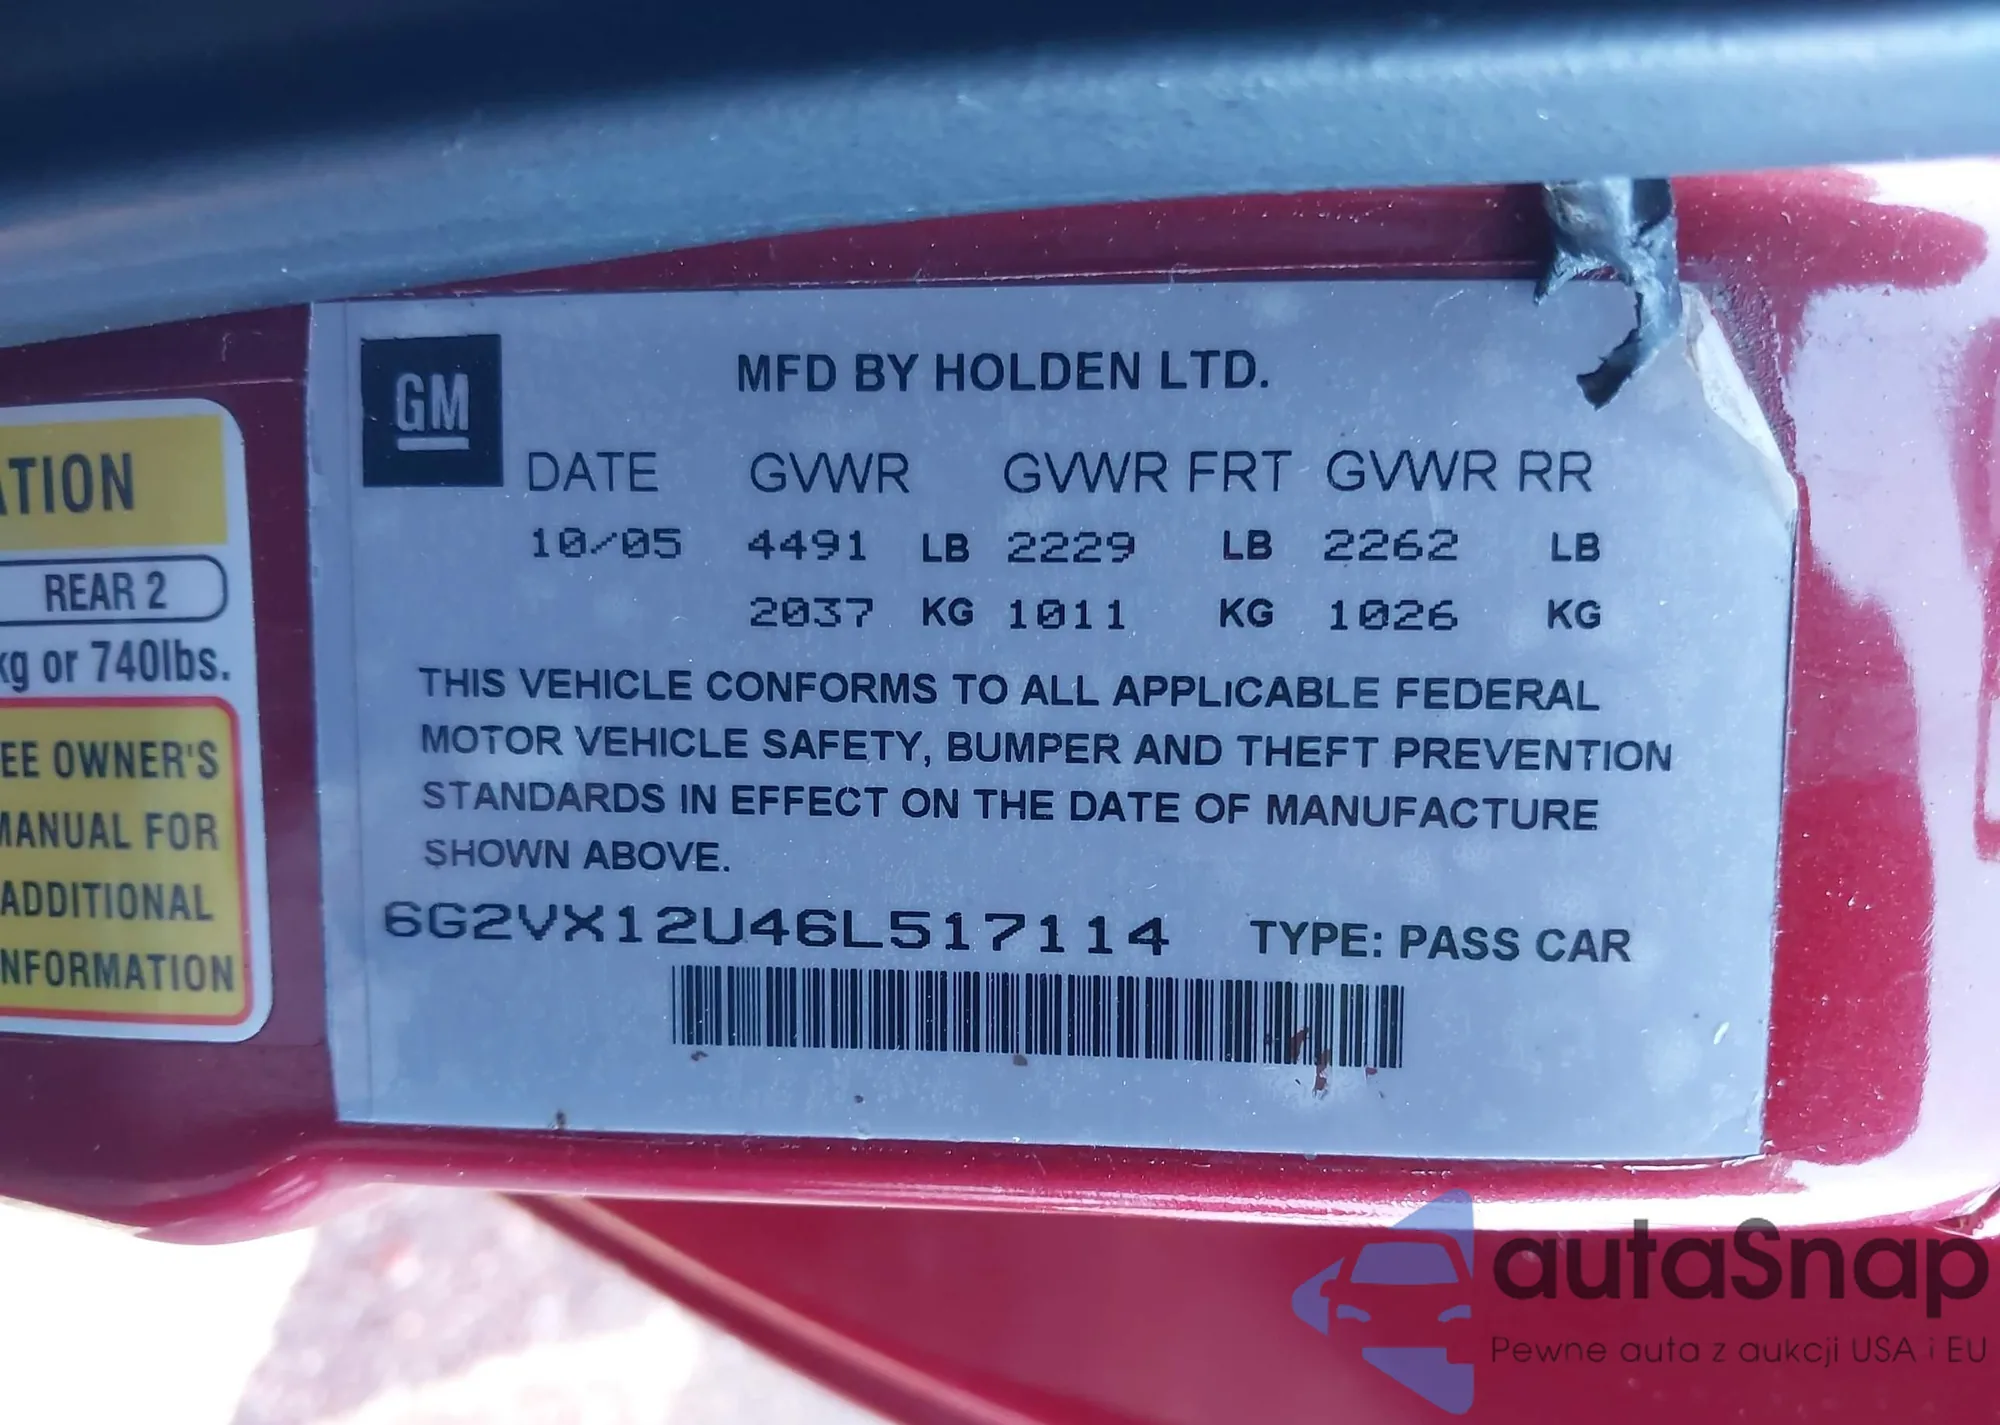 GM
MFD BY HOLDEN LTD.
DATE GVWR GVWR FRT GVWR RR
10/05 4491 LB 2229 LB 2262 LB
2037 KG 1011 KG 1026 KG
THIS VEHICLE CONFORMS TO ALL APPLICABLE FEDERAL
MOTOR VEHICLE SAFETY, BUMPER AND THEFT PREVENTION
STANDARDS IN EFFECT ON THE DATE OF MANUFACTURE
SHOWN ABOVE.
6G2VX12U46L517114 TYPE: PASS CAR
ATION
REAR 2
kg or 740lbs.
EE OWNER'S
MANUAL FOR
ADDITIONAL
NFORMATION
autaSnap
Pewne auta z aukcji USA i EU